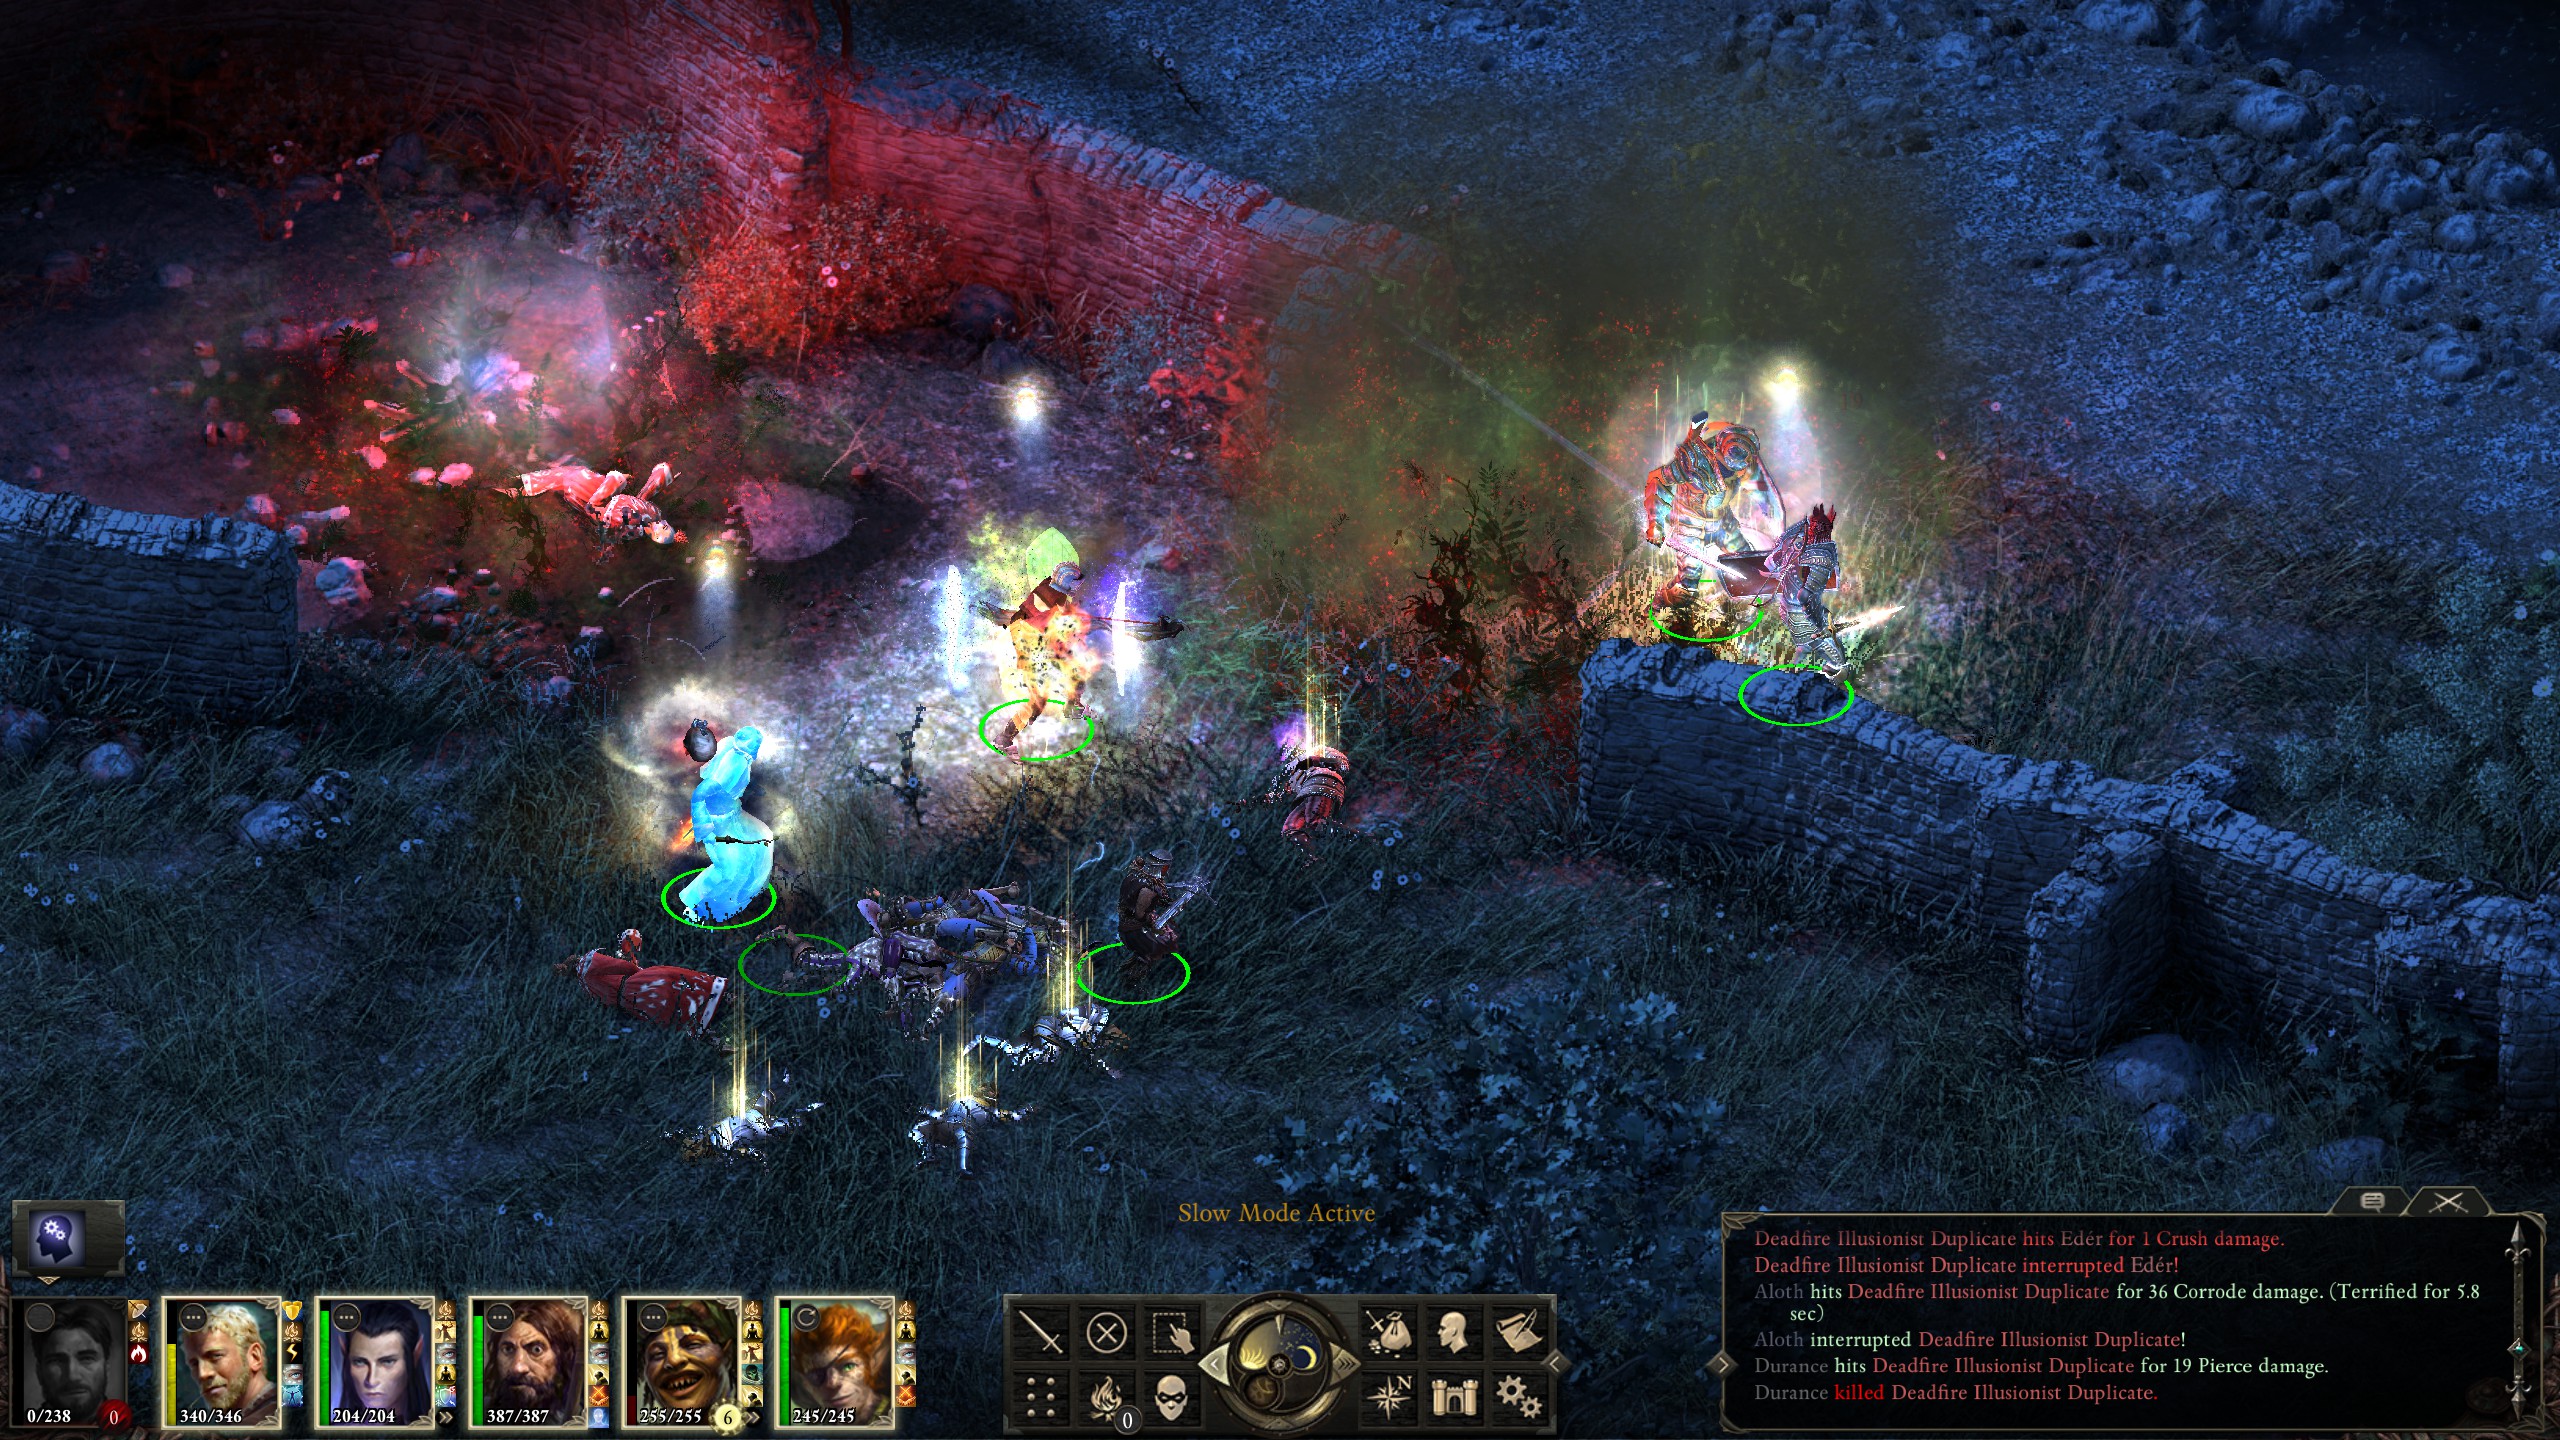 Slow Mode Active
Deadfire Illusionist Duplicate hits Edér for 1 Crush damage.
Deadfire Illusionist Duplicate interrupted Edér!
Aloth hits Deadfire Illusionist Duplicate for 36 Corrode damage. (Terrified for 5.8
sec)
Aloth interrupted Deadfire Illusionist Duplicate!
Durance hits Deadfire Illusionist Duplicate for 19 Pierce damage.
Durance killed Deadfire Illusionist Duplicate.
0/238 0
340/346
204/204
387/387
255/255 6
245/245
0
N